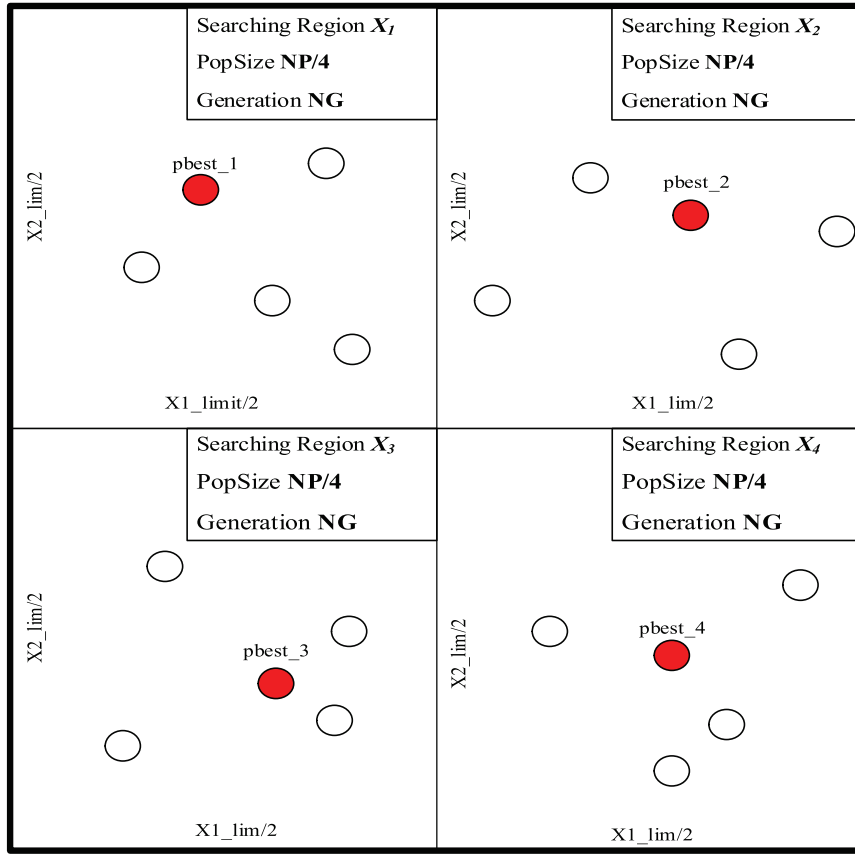 Searching Region X₁
PopSize NP/4
Generation NG
pbest_1
X2_lim/2
X1_limit/2
Searching Region X₂
PopSize NP/4
Generation NG
pbest_2
X2_lim/2
X1_lim/2
Searching Region X₃
PopSize NP/4
Generation NG
X2_lim/2
pbest_3
X1_lim/2
Searching Region X₄
PopSize NP/4
Generation NG
pbest_4
X2_lim/2
X1_lim/2